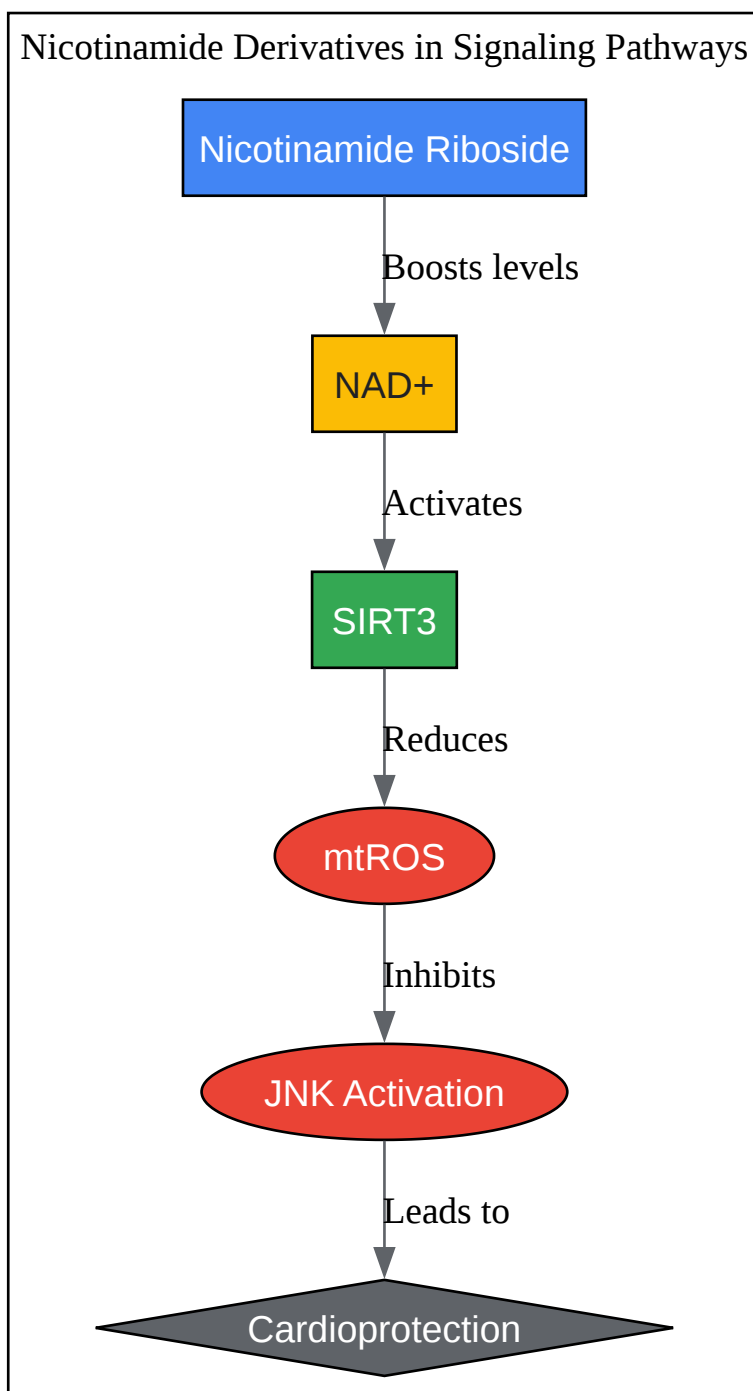 Nicotinamide Derivatives in Signaling Pathways
Nicotinamide Riboside
Boosts levels
NAD+
Activates
SIRT3
Reduces
mtROS
Inhibits
JNK Activation
Leads to
Cardioprotection